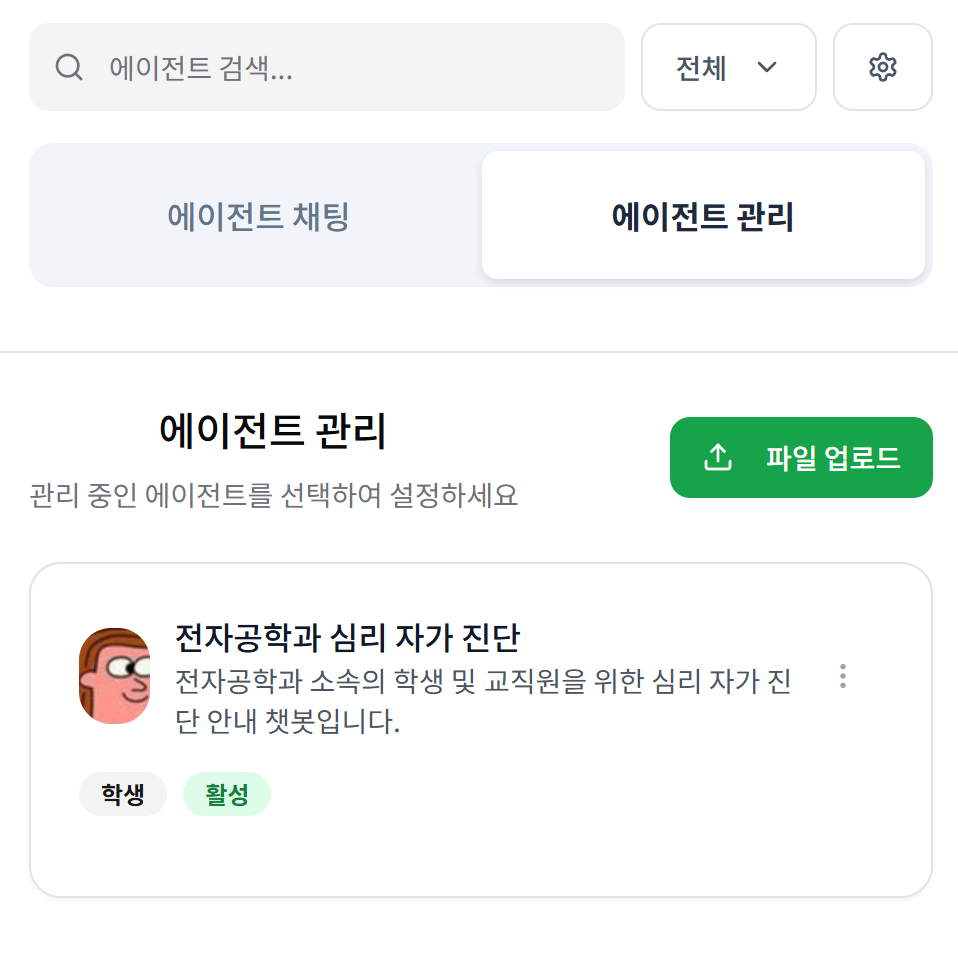 에이전트 검색...
전체
에이전트 채팅
에이전트 관리
에이전트 관리
파일 업로드
관리 중인 에이전트를 선택하여 설정하세요
전자공학과 심리 자가 진단
전자공학과 소속의 학생 및 교직원을 위한 심리 자가 진
단 안내 챗봇입니다.
학생
활성